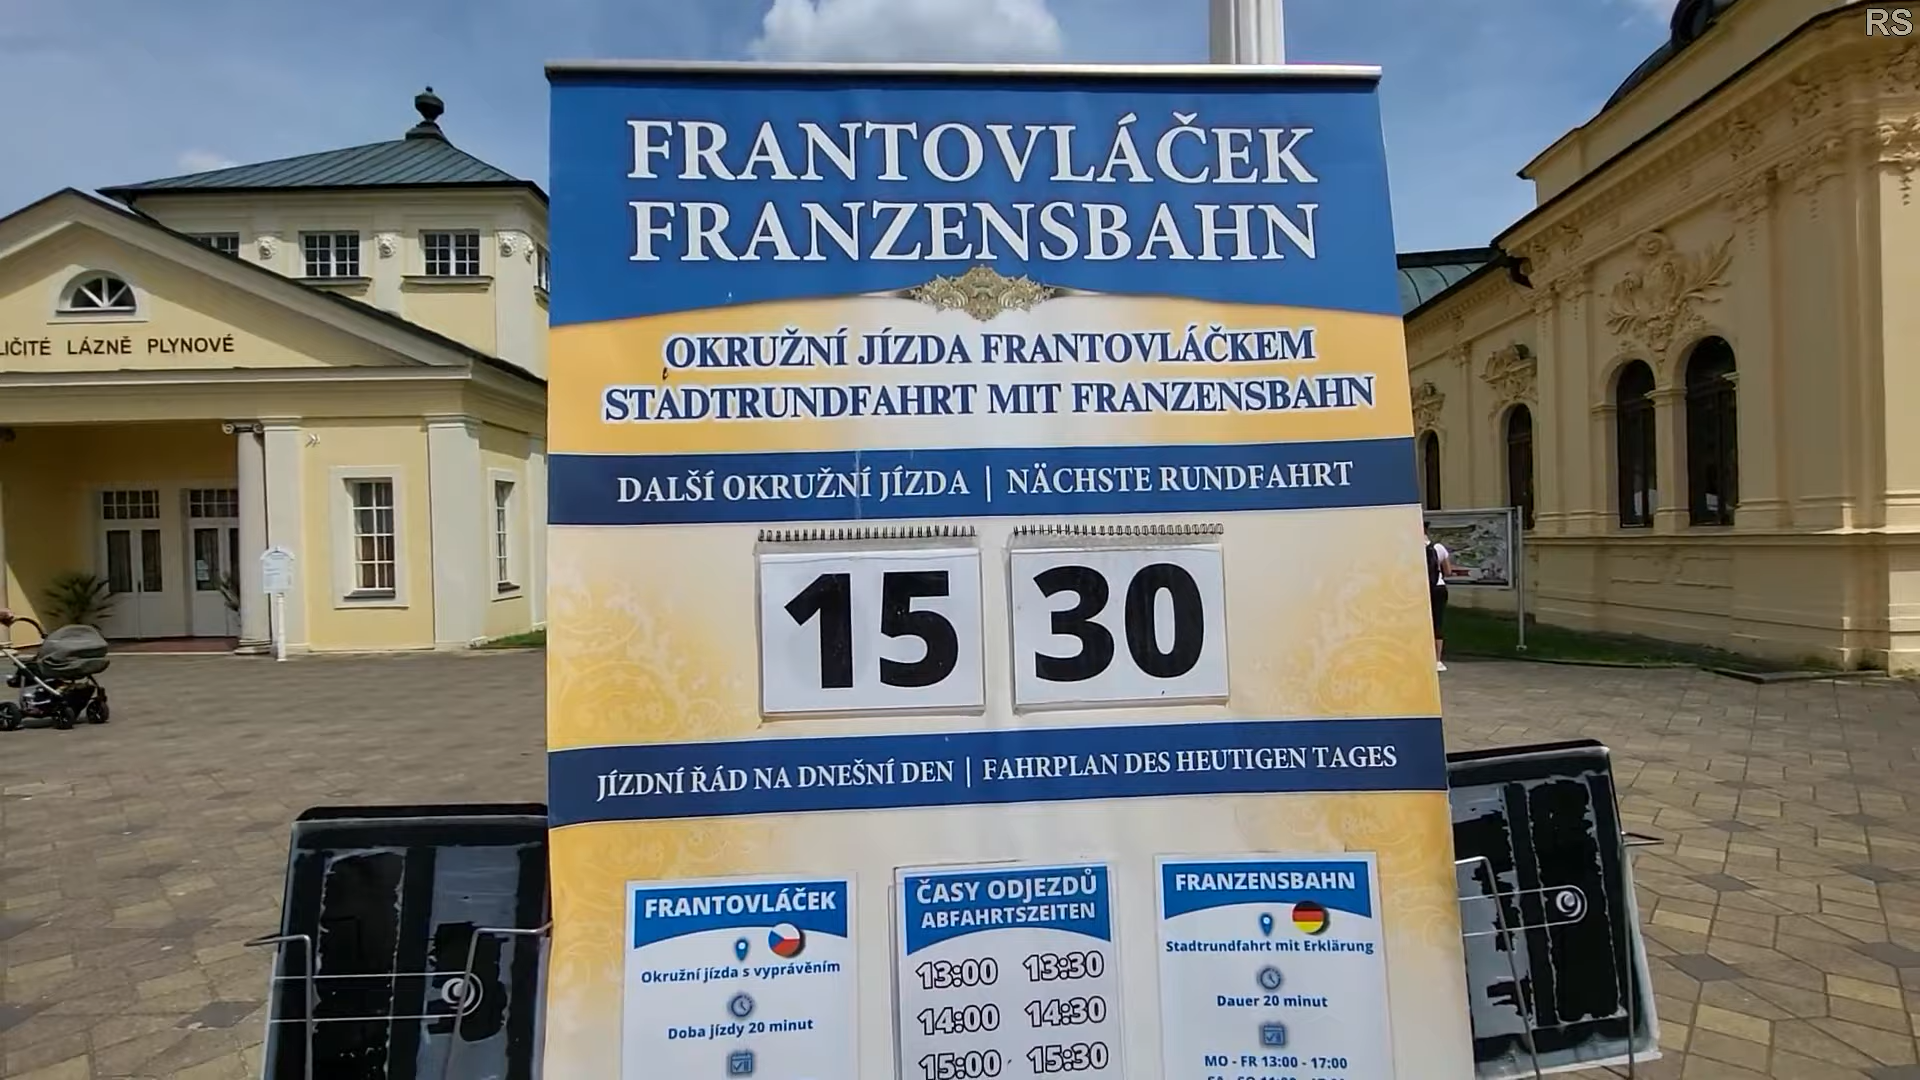 RS
FRANTOVLÁČEK
FRANZENSBAHN
LÁZNĚ PLYNOVÉ
OKRUŽNÍ JÍZDA FRANTOVLÁČKEM
STADTRUNDFAHRT MIT FRANZENSBAHN
DALŠÍ OKRUŽNÍ JÍZDA | NÄCHSTE RUNDFAHRT
15 30
JÍZDNÍ ŘÁD NA DNEŠNÍ DEN | FAHRPLAN DES HEUTIGEN TAGES
FRANTOVLÁČEK
Okružní jízda s vyprávěním
Doba jízdy 20 minut
ČASY ODJEZDŮ
ABFAHRTSZEITEN
13:00 13:30
14:00 14:30
15:00 15:30
FRANZENSBAHN
Stadtrundfahrt mit Erklärung
Dauer 20 minut
MO - FR 13:00 - 17:00